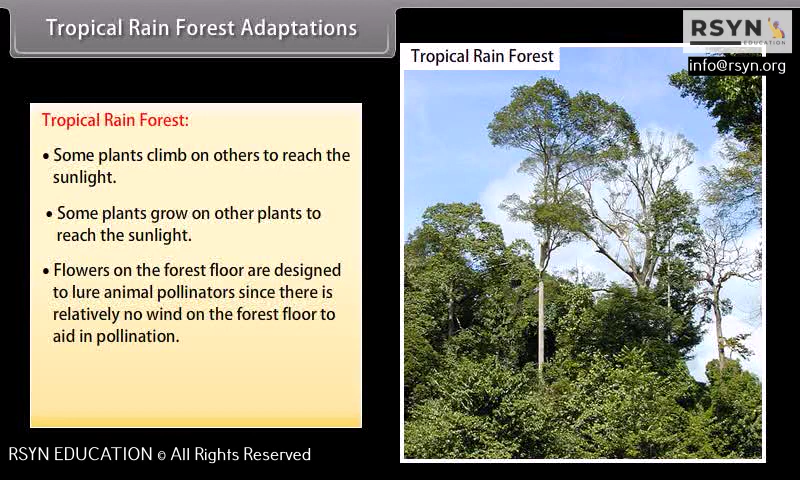 Tropical Rain Forest Adaptations
RSYN
EDUCATION
info@rsyn.org
Tropical Rain Forest
Tropical Rain Forest:
• Some plants climb on others to reach the
sunlight.
• Some plants grow on other plants to
reach the sunlight.
• Flowers on the forest floor are designed
to lure animal pollinators since there is
relatively no wind on the forest floor to
aid in pollination.
RSYN EDUCATION © All Rights Reserved